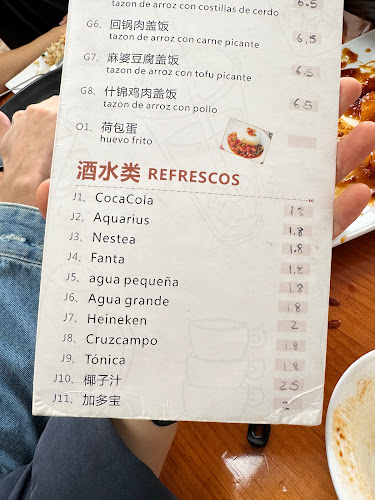 tazon de arroz con costillas de cerdo 6.5
G6、回锅肉盖饭
tazon de arroz con carne picante 6,5
G7、麻婆豆腐盖饭
tazon de arroz con tofu picante 6.5
G8、什锦鸡肉盖饭
tazon de arroz con pollo 6.5
O1、荷包蛋
huevo frito
酒水类 REFRESCOS
J1、CocaCola 1.8
J2、Aquarius 1.8
J3、Nestea 1.8
J4、Fanta 1.8
J5、agua pequeña 1.8
J6、Agua grande 1.8
J7、Heineken 2
J8、Cruzcampo 1.8
J9、Tónica 1.8
J10、椰子汁 2.5
J11、加多宝 2